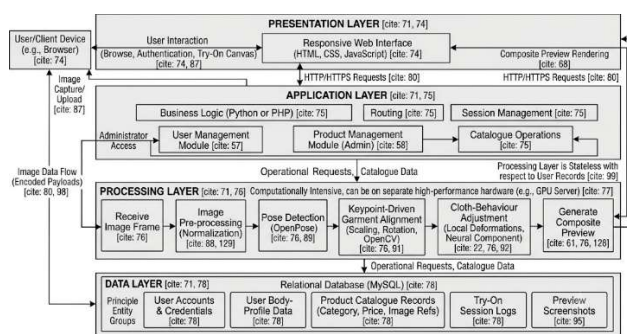 PRESENTATION LAYER [cite: 71, 74]
User/Client Device
(e.g., Browser)
[cite: 74]
User Interaction
(Browse, Authentication, Try-On Canvas)
[cite: 74, 87]
Responsive Web Interface
(HTML, CSS, JavaScript) [cite: 74]
Composite Preview Rendering
[cite: 68]
Image
Capture/
Upload
[cite: 87]
HTTP/HTTPS Requests [cite: 80]
HTTP/HTTPS Requests [cite: 80]
APPLICATION LAYER [cite: 71, 75]
Business Logic (Python or PHP) [cite: 75]
Routing [cite: 75]
Session Management [cite: 75]
Administrator
Access
User Management
Module [cite: 57]
Product Management
Module (Admin) [cite: 58]
Catalogue Operations
[cite: 75]
Image Data Flow
(Encoded Payloads)
[cite: 80, 98]
Operational Requests, Catalogue Data
Processing Layer is Stateless with
respect to User Records [cite: 99]
PROCESSING LAYER [cite: 71, 76] Computationally Intensive, can be on separate high-performance hardware (e.g., GPU Server) [cite: 77]
Receive
Image Frame
[cite: 76]
Image
Pre-processing
(Normalization)
[cite: 88, 129]
Pose Detection
(OpenPose)
[cite: 76, 89]
Keypoint-Driven
Garment Alignment
(Scaling, Rotation,
OpenCV)
[cite: 76, 91]
Cloth-Behaviour
Adjustment
(Local Deformations,
Neural Component)
[cite: 22, 76, 92]
Generate
Composite
Preview
[cite: 61, 76, 128]
Operational Requests, Catalogue Data
DATA LAYER [cite: 71, 78]
Relational Database (MySQL) [cite: 78]
Principle
Entity
Groups
User Accounts
& Credentials
[cite: 78]
User Body-
Profile Data
[cite: 78]
Product Catalogue Records
(Category, Price, Image Refs)
[cite: 78]
Try-On
Session Logs
[cite: 78]
Preview
Screenshots
[cite: 95]